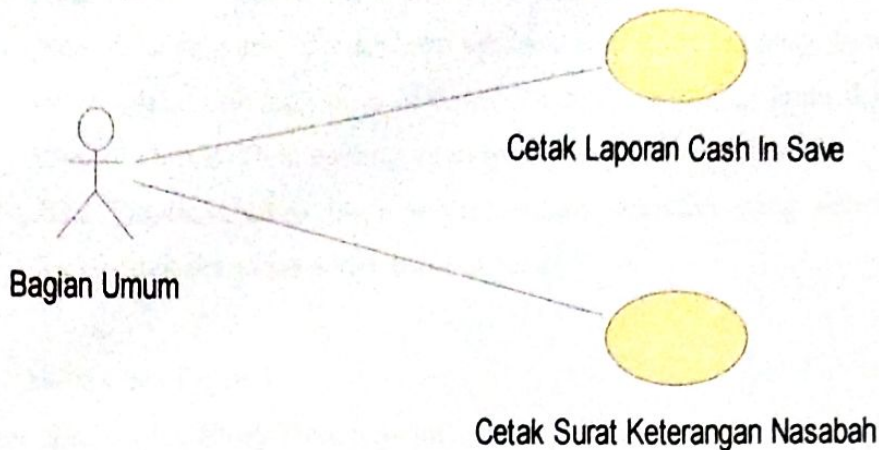 Cetak Laporan Cash In Save
Bagian Umum
Cetak Surat Keterangan Nasabah